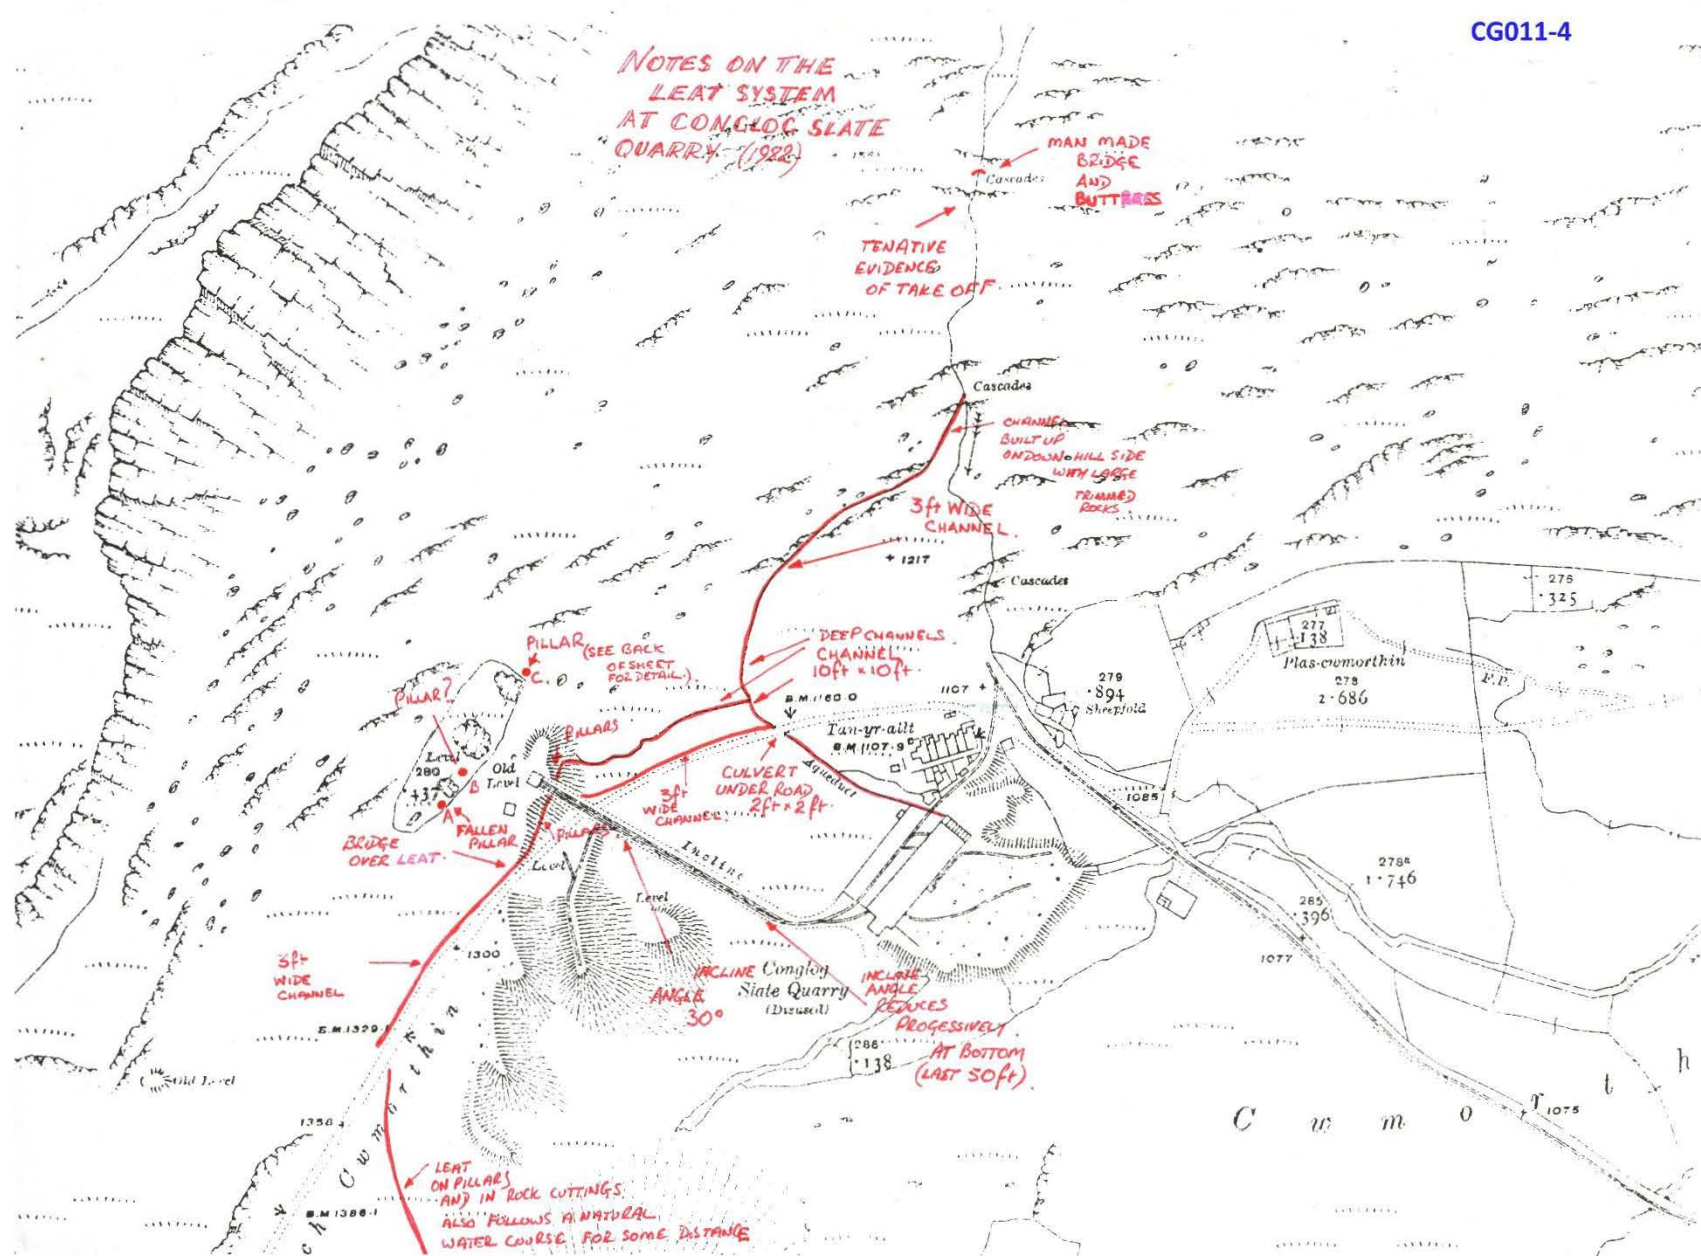 CG011-4
NOTES ON THE
LEAT SYSTEM
AT CONGLOG SLATE
QUARRY (1982)
MAN MADE
BRIDGE
AND
BUTTRESS
Cascades
TENATIVE
EVIDENCE
OF TAKE OFF
Cascades
CHANNEL
BUILT UP
ON DOWN HILL SIDE
WITH LARGE
TRIMMED
ROCKS.
3ft WIDE
CHANNEL.
+ 1217
Cascades
275
·325
277
·138
Plas-cwmorthin
278
2·686
F.P.
279
·894
Sheepfold
DEEP CHANNELS.
CHANNEL
10ft x 10ft.
PILLAR (SEE BACK
OF SHEET
FOR DETAIL.)
C.
PILLAR?
PILLARS
B.M.1160·0
1107 +
Tan-yr-allt
B.M.1107·9
Level
280
·437
B
Old
Level
A
FALLEN
PILLAR
3ft
WIDE
CHANNEL.
CULVERT
UNDER ROAD
2ft x 2ft.
Aqueduct
1085
BRIDGE
OVER LEAT.
PILLARS
Level
Incline
Level
278a
1·746
285
·396
1300
3ft
WIDE
CHANNEL
1077
INCLINE
ANGLE
30°
Conglog
Slate Quarry
(Disused)
INCLINE
ANGLE
REDUCES
PROGESSIVELY.
AT BOTTOM
(LAST 50ft).
B.M.1329·1
286
·138
Old Level
1358
ch Cwmorthin
C w m o r t h
1075
B.M.1386·1
LEAT
ON PILLARS
AND IN ROCK CUTTINGS
ALSO FOLLOWS A NATURAL
WATER COURSE FOR SOME DISTANCE